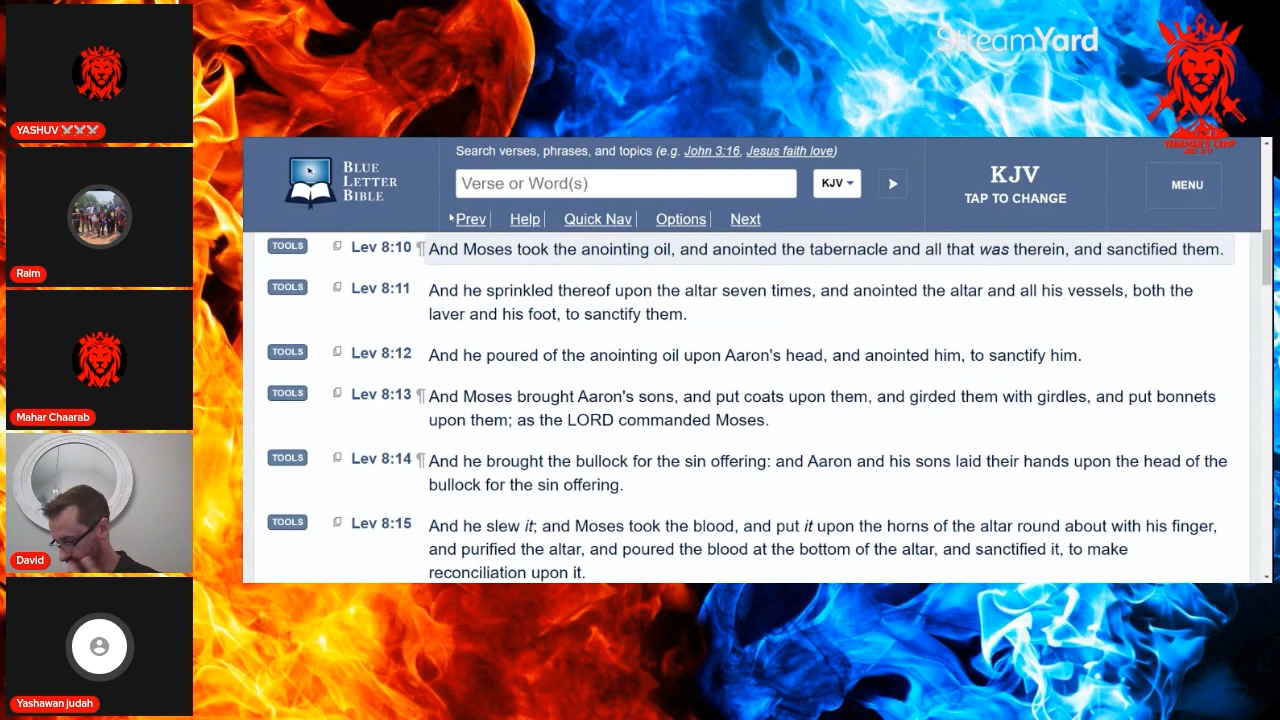 YASHUV ⚔️⚔️⚔️
Raim
Mahar Chaarab
David
Yashawan judah
StreamYard
YAHAWAH'S CAMP
BLUE
LETTER
BIBLE
Search verses, phrases, and topics (e.g. John 3:16, Jesus faith love)
Verse or Word(s)
KJV
Prev | Help | Quick Nav | Options | Next
KJV
TAP TO CHANGE
MENU
TOOLS Lev 8:10 ¶ And Moses took the anointing oil, and anointed the tabernacle and all that was therein, and sanctified them.
TOOLS Lev 8:11 And he sprinkled thereof upon the altar seven times, and anointed the altar and all his vessels, both the
laver and his foot, to sanctify them.
TOOLS Lev 8:12 And he poured of the anointing oil upon Aaron's head, and anointed him, to sanctify him.
TOOLS Lev 8:13 ¶ And Moses brought Aaron's sons, and put coats upon them, and girded them with girdles, and put bonnets
upon them; as the LORD commanded Moses.
TOOLS Lev 8:14 ¶ And he brought the bullock for the sin offering: and Aaron and his sons laid their hands upon the head of the
bullock for the sin offering.
TOOLS Lev 8:15 And he slew it; and Moses took the blood, and put it upon the horns of the altar round about with his finger,
and purified the altar, and poured the blood at the bottom of the altar, and sanctified it, to make
reconciliation upon it.